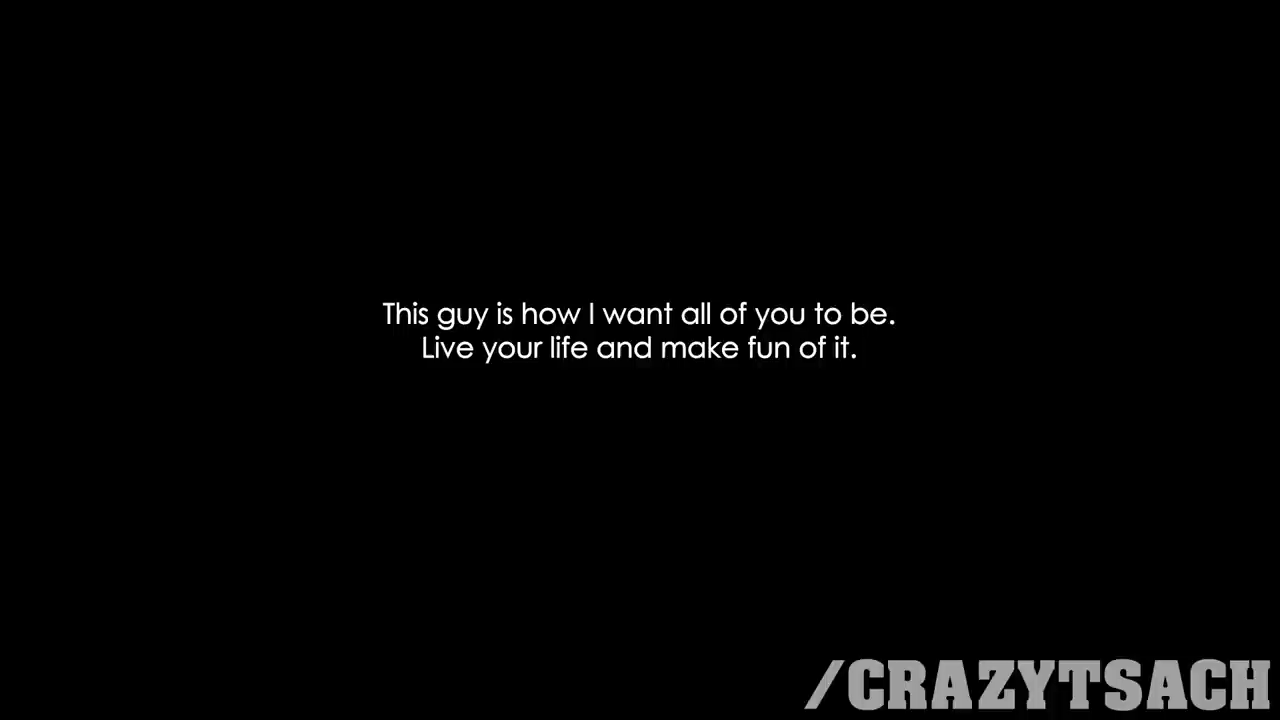 This guy is how I want all of you to be.
Live your life and make fun of it.
/CRAZYTSACH